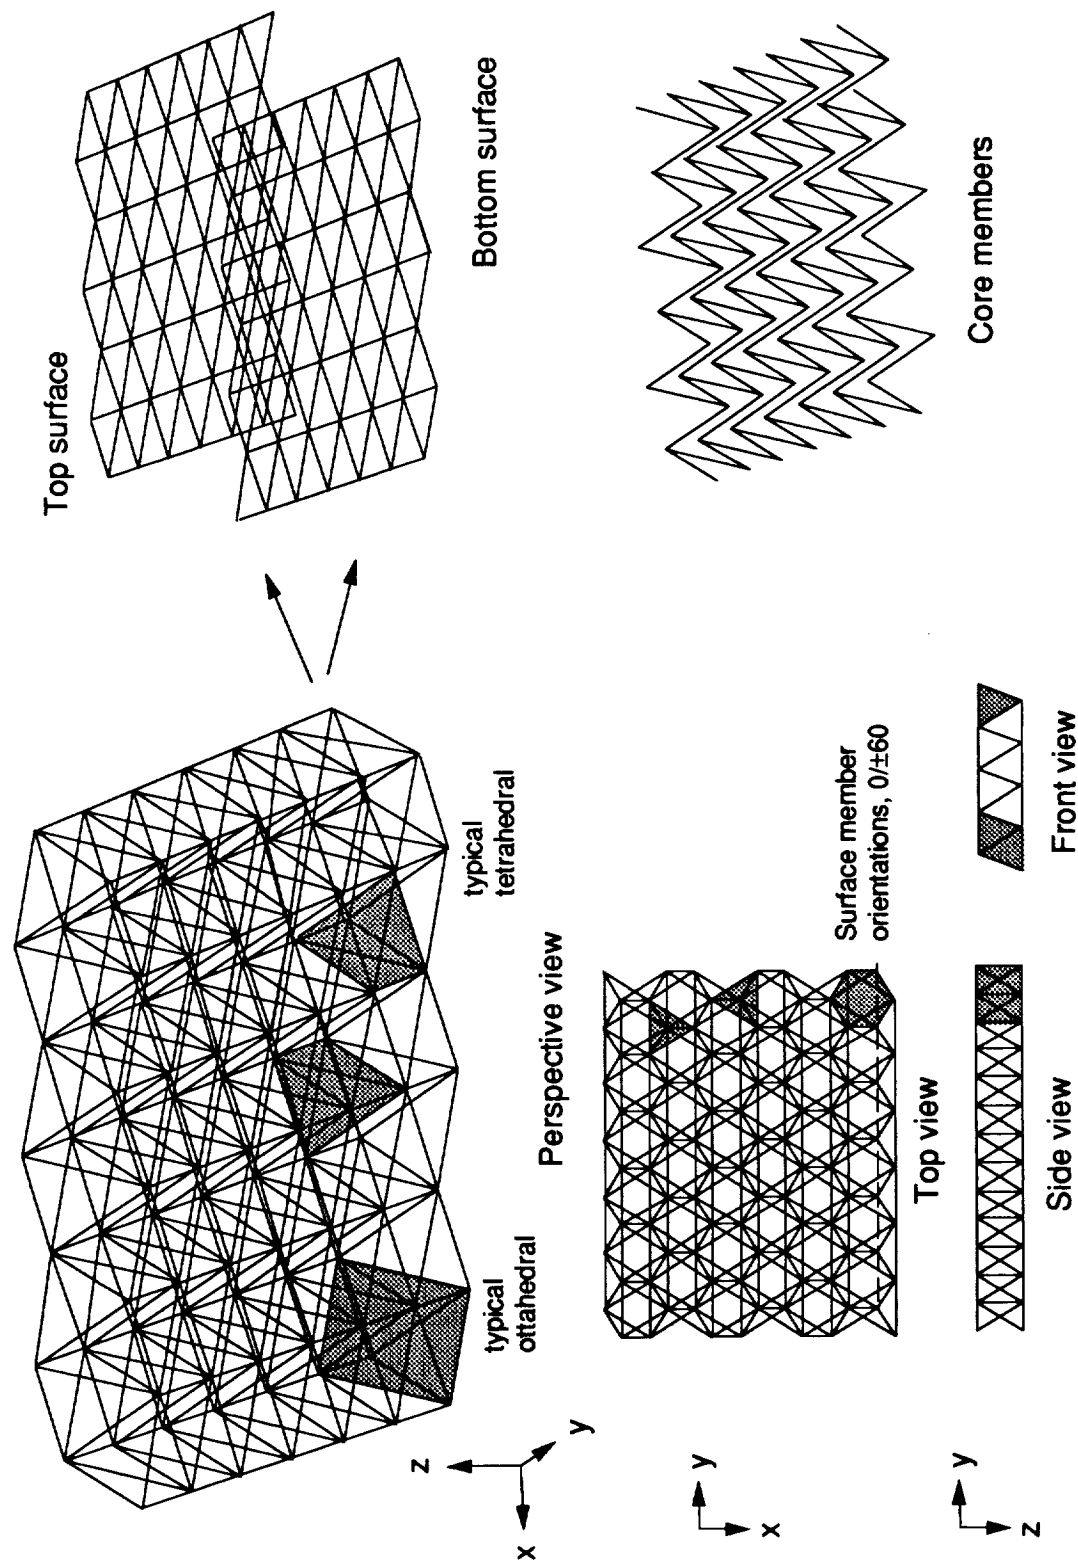 Top surface
Bottom surface
Core members
typical
tetrahedral
Perspective view
typical
ottahedral
Surface member
orientations, 0/±60
Top view
Side view
Front view
z
x
y
y
x
y
z